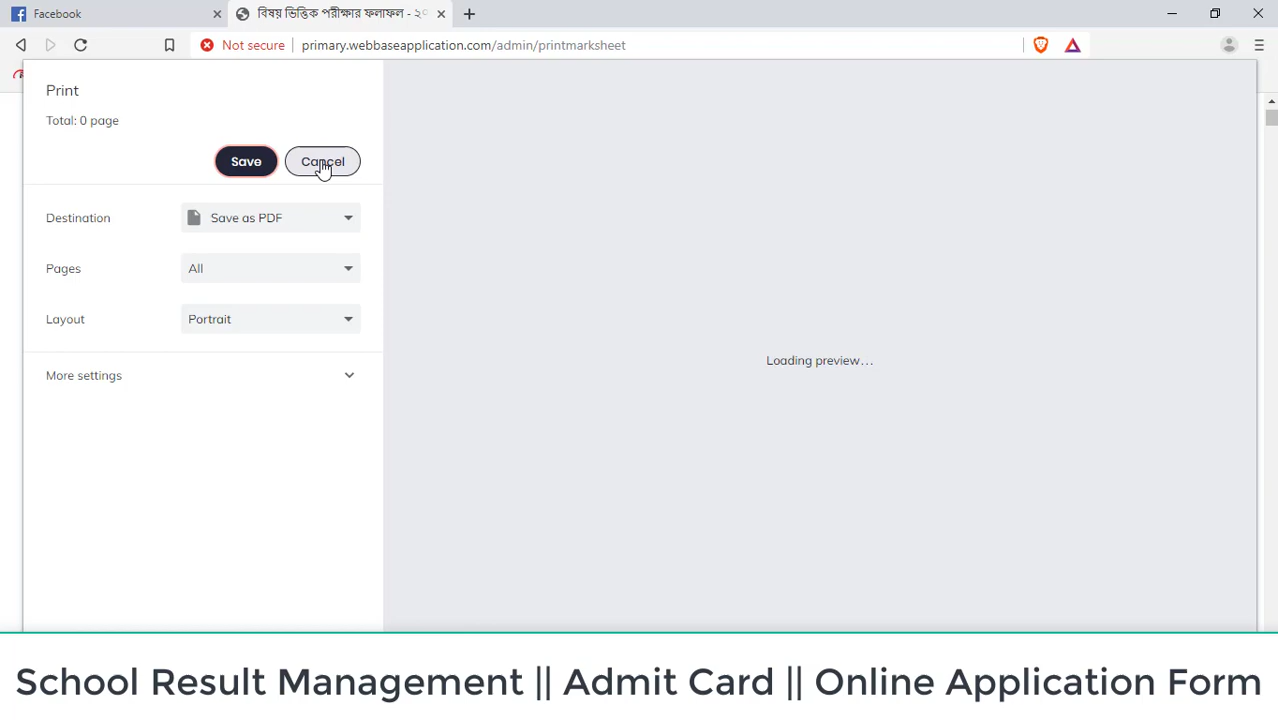 Facebook
বিষয় ভিত্তিক পরীক্ষার ফলাফল - ২০
Not secure
primary.webbaseapplication.com/admin/printmarksheet
Print
Total: 0 page
Save
Cancel
Destination
Save as PDF
Pages
All
Layout
Portrait
More settings
Loading preview...
School Result Management || Admit Card || Online Application Form